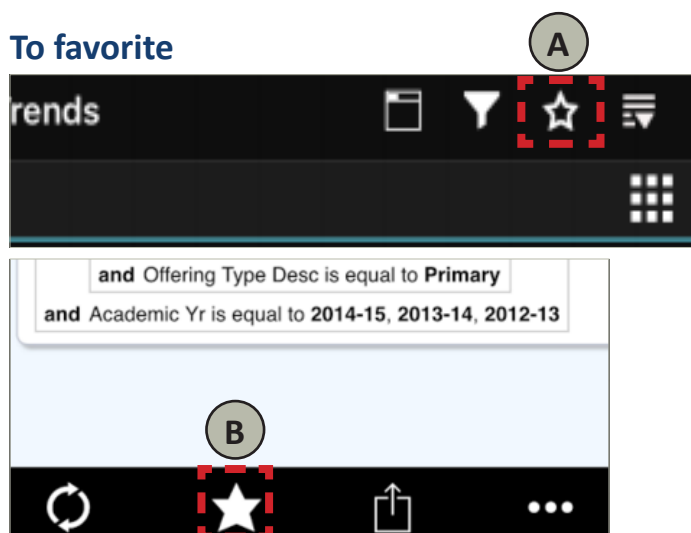 To favorite
A
rends
and Offering Type Desc is equal to Primary
and Academic Yr is equal to 2014-15, 2013-14, 2012-13
B